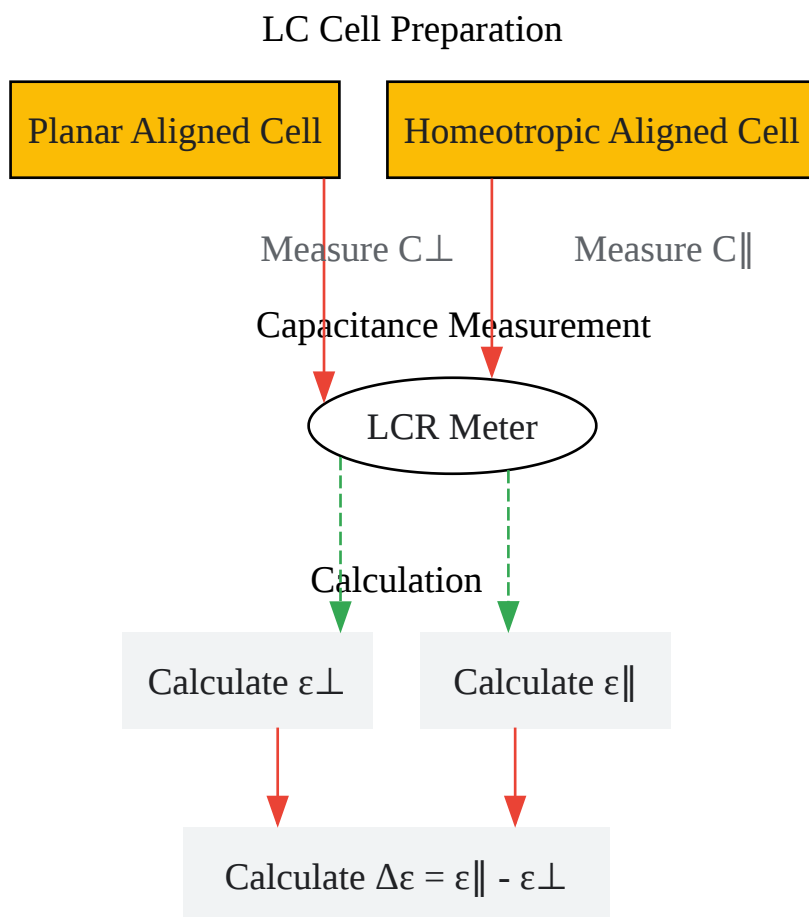 LC Cell Preparation
Planar Aligned Cell
Homeotropic Aligned Cell
Measure C⊥
Measure C∥
Capacitance Measurement
LCR Meter
Calculation
Calculate ε⊥
Calculate ε∥
Calculate Δε = ε∥ - ε⊥